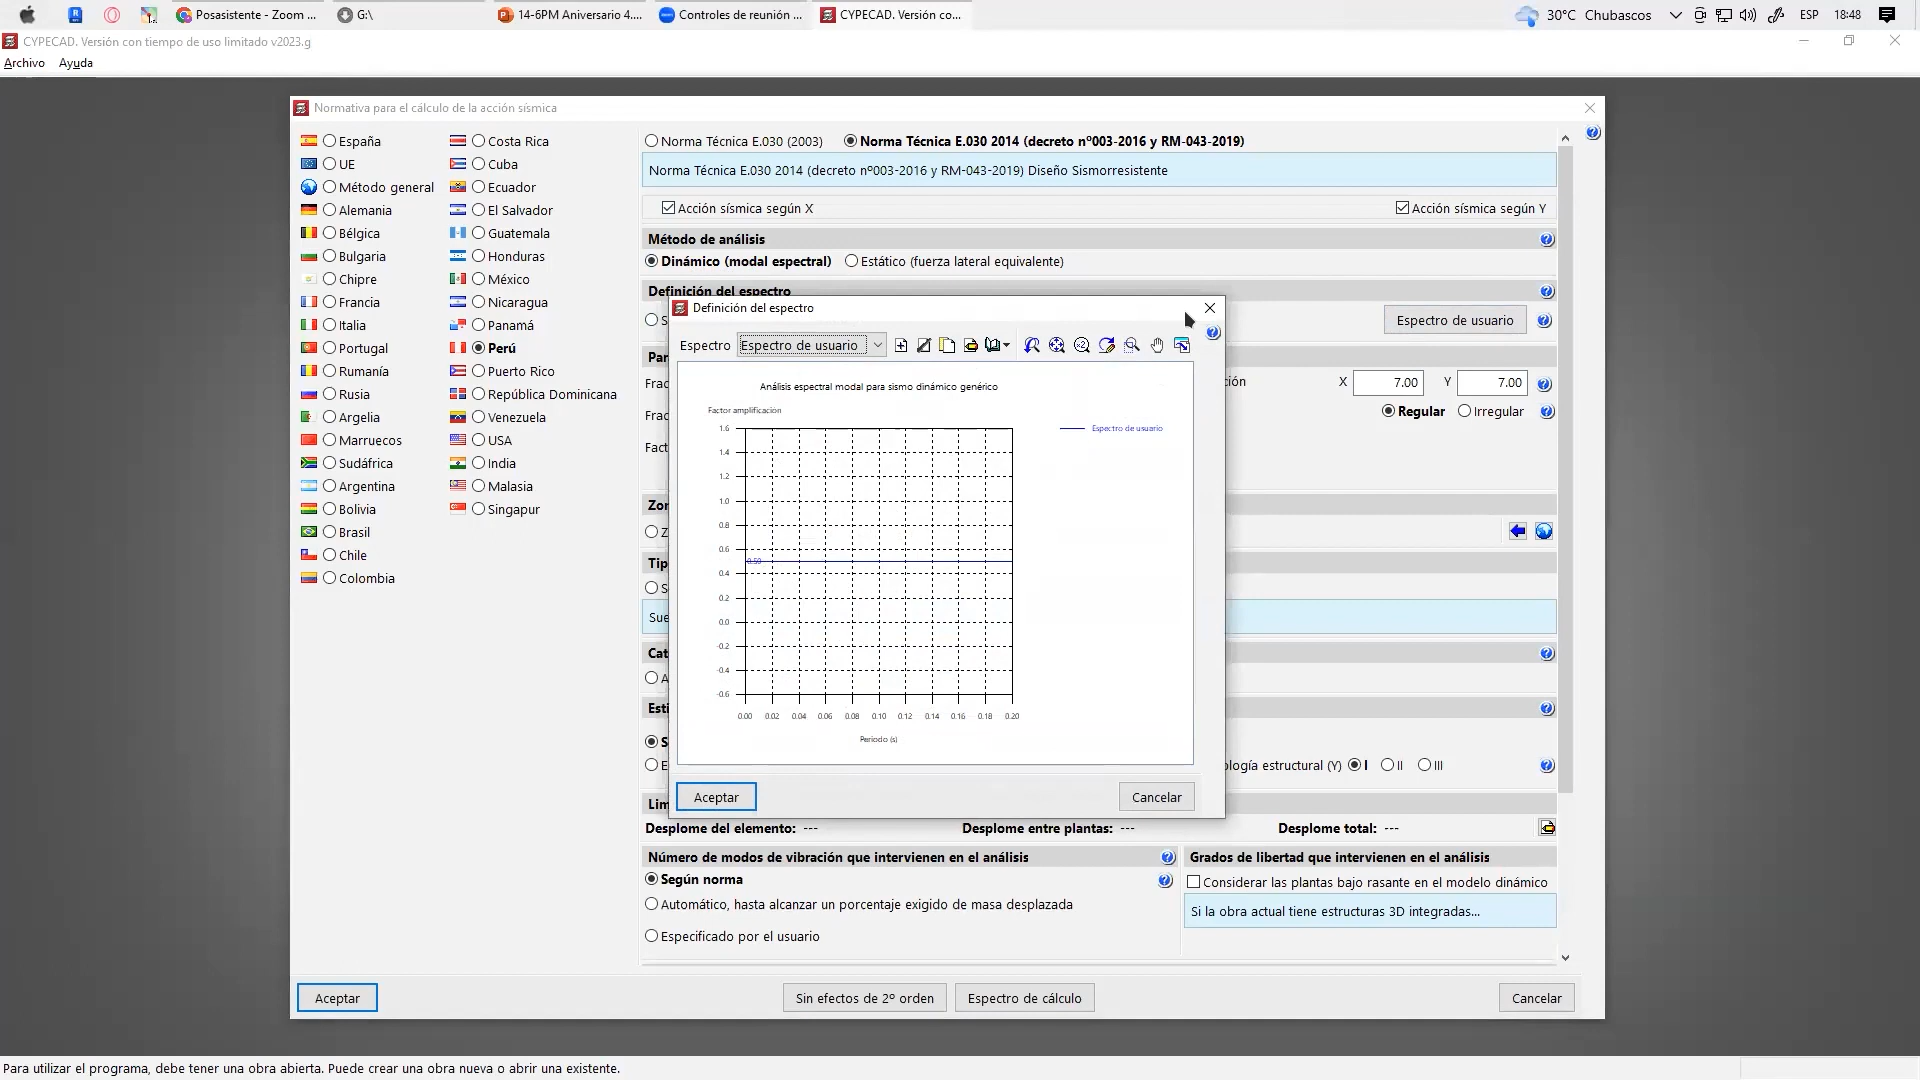 Posasistente - Zoom ...
G:\
14-6PM Aniversario 4....
Controles de reunión ...
CYPECAD. Versión co...
30°C Chubascos
ESP
18:48
CYPECAD. Versión con tiempo de uso limitado v2023.g
Archivo Ayuda
Normativa para el cálculo de la acción sísmica
España
UE
Método general
Alemania
Bélgica
Bulgaria
Chipre
Francia
Italia
Portugal
Rumanía
Rusia
Argelia
Marruecos
Sudáfrica
Argentina
Bolivia
Brasil
Chile
Colombia
Costa Rica
Cuba
Ecuador
El Salvador
Guatemala
Honduras
México
Nicaragua
Panamá
Perú
Puerto Rico
República Dominicana
Venezuela
USA
India
Malasia
Singapur
Norma Técnica E.030 (2003) Norma Técnica E.030 2014 (decreto nº003-2016 y RM-043-2019)
Norma Técnica E.030 2014 (decreto nº003-2016 y RM-043-2019) Diseño Sismorresistente
Acción sísmica según X Acción sísmica según Y
Método de análisis
Dinámico (modal espectral) Estático (fuerza lateral equivalente)
Definición del espectro
S
Espectro de usuario
Par
Frac
ción X 7.00 Y 7.00
Frac
Regular Irregular
Fact
Zon
Z
Tip
S
Sue
Cat
A
Esti
S
E
ología estructural (Y) I II III
Lim
Definición del espectro
Espectro Espectro de usuario
Análisis espectral modal para sismo dinámico genérico
Factor amplificación
Espectro de usuario
1.6
1.4
1.2
1.0
0.8
0.6
0.50
0.4
0.2
0.0
-0.2
-0.4
-0.6
0.00 0.02 0.04 0.06 0.08 0.10 0.12 0.14 0.16 0.18 0.20
Periodo (s)
Aceptar Cancelar
Desplome del elemento: --- Desplome entre plantas: --- Desplome total: ---
Número de modos de vibración que intervienen en el análisis
Según norma
Automático, hasta alcanzar un porcentaje exigido de masa desplazada
Especificado por el usuario
Grados de libertad que intervienen en el análisis
Considerar las plantas bajo rasante en el modelo dinámico
Si la obra actual tiene estructuras 3D integradas...
Aceptar Sin efectos de 2º orden Espectro de cálculo Cancelar
Para utilizar el programa, debe tener una obra abierta. Puede crear una obra nueva o abrir una existente.